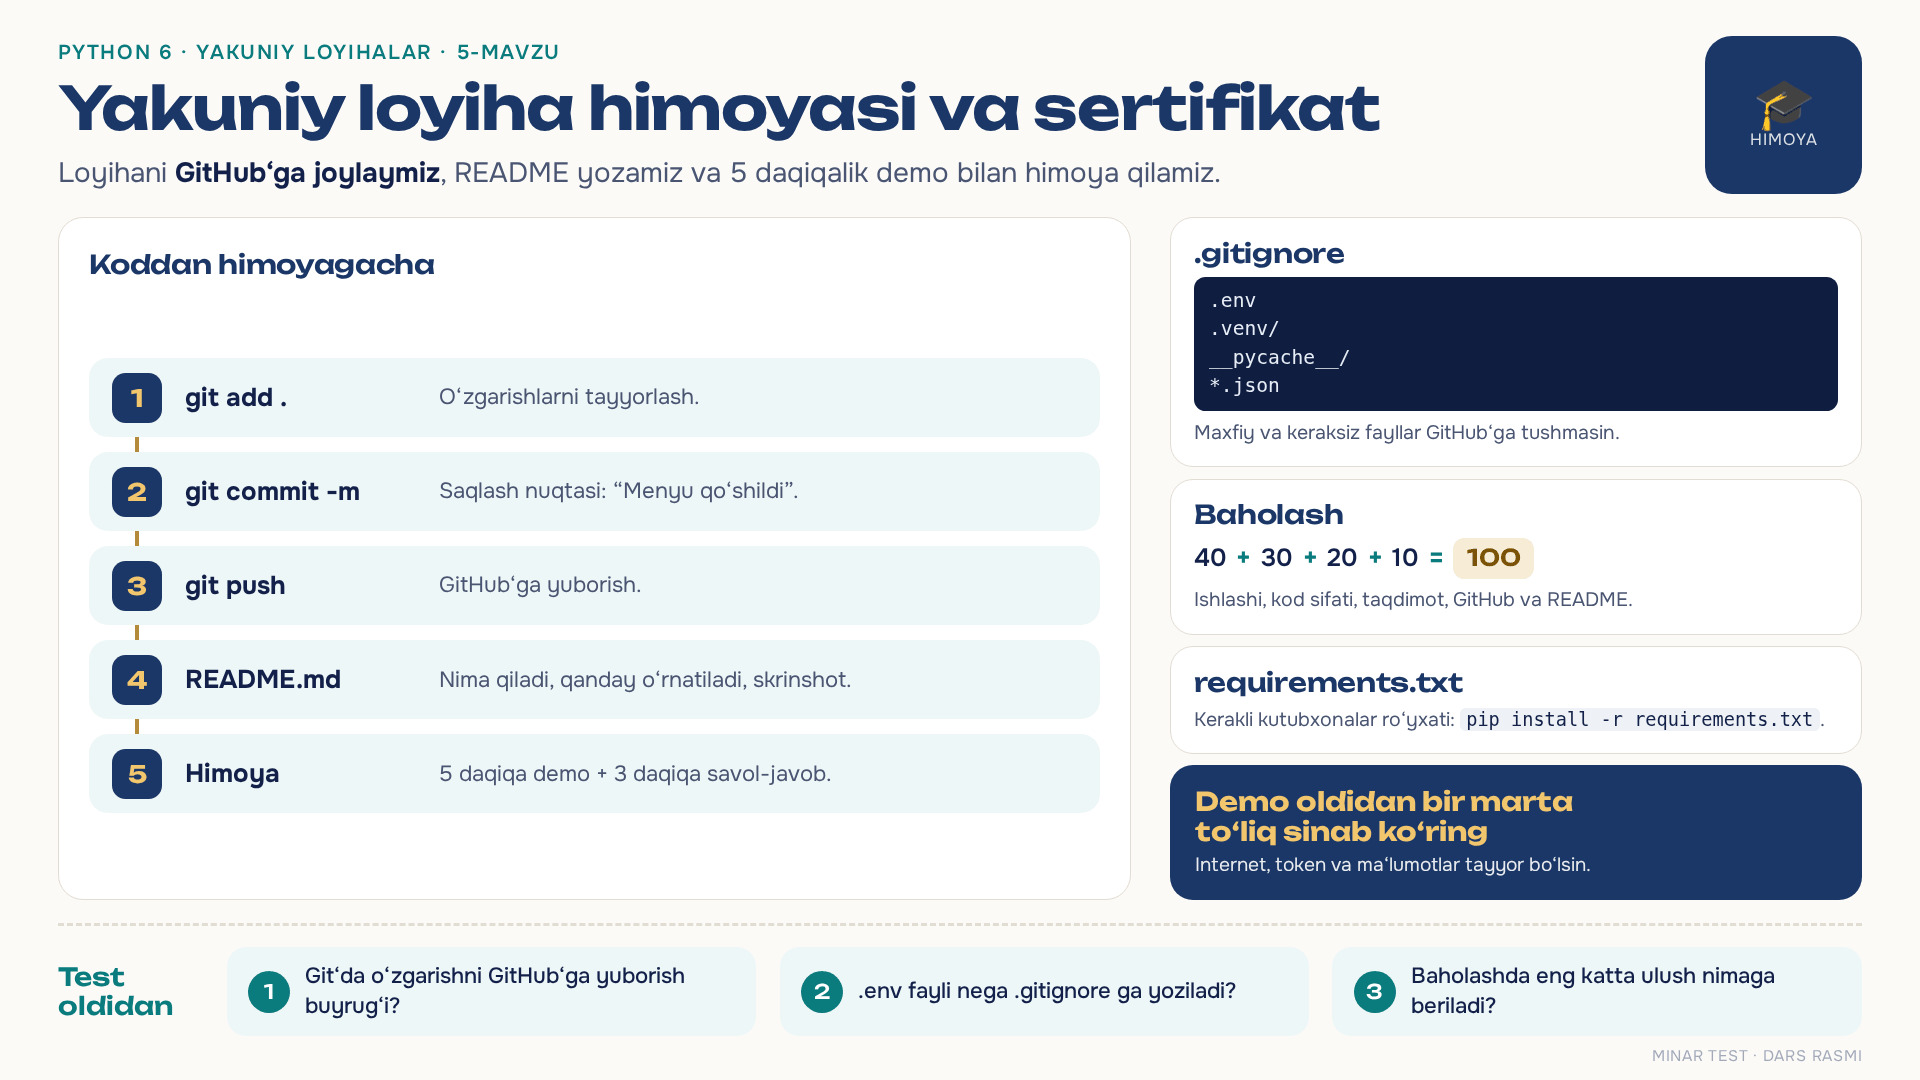 PYTHON 6 · YAKUNIY LOYIHALAR · 5-MAVZU
Yakuniy loyiha himoyasi va sertifikat
Loyihani GitHub‘ga joylaymiz, README yozamiz va 5 daqiqalik demo bilan himoya qilamiz.
HIMOYA
Koddan himoyagacha
1 git add . O‘zgarishlarni tayyorlash.
2 git commit -m Saqlash nuqtasi: “Menyu qo‘shildi”.
3 git push GitHub‘ga yuborish.
4 README.md Nima qiladi, qanday o‘rnatiladi, skrinshot.
5 Himoya 5 daqiqa demo + 3 daqiqa savol-javob.
.gitignore
.env
.venv/
__pycache__/
*.json
Maxfiy va keraksiz fayllar GitHub‘ga tushmasin.
Baholash
40 + 30 + 20 + 10 = 100
Ishlashi, kod sifati, taqdimot, GitHub va README.
requirements.txt
Kerakli kutubxonalar ro‘yxati: pip install -r requirements.txt.
Demo oldidan bir marta
to‘liq sinab ko‘ring
Internet, token va ma‘lumotlar tayyor bo‘lsin.
Test
oldidan
1 Git‘da o‘zgarishni GitHub‘ga yuborish
buyrug‘i?
2 .env fayli nega .gitignore ga yoziladi?
3 Baholashda eng katta ulush nimaga
beriladi?
MINAR TEST · DARS RASMI